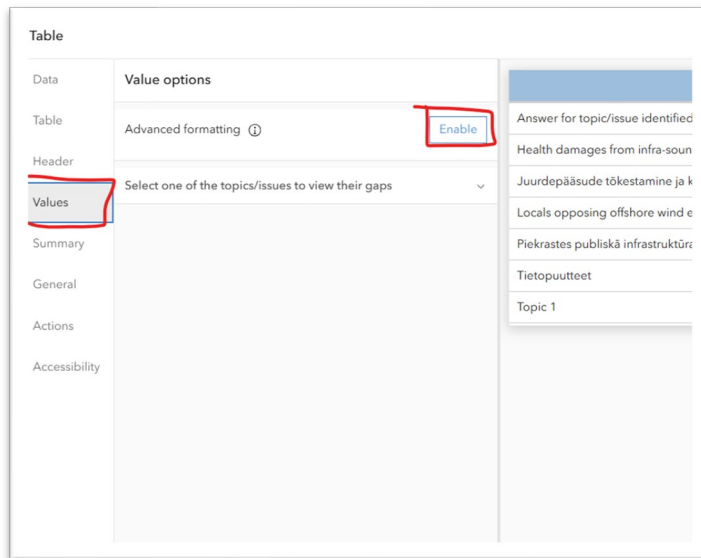 Table
Data
Table
Header
Values
Summary
General
Actions
Accessibility
Value options
Advanced formatting
Enable
Select one of the topics/issues to view their gaps
Answer for topic/issue identified
Health damages from infra-soun
Juurdepääsude tõkestamine ja k
Locals opposing offshore wind e
Piekrastes publiskā infrastruktūra
Tietopuutteet
Topic 1